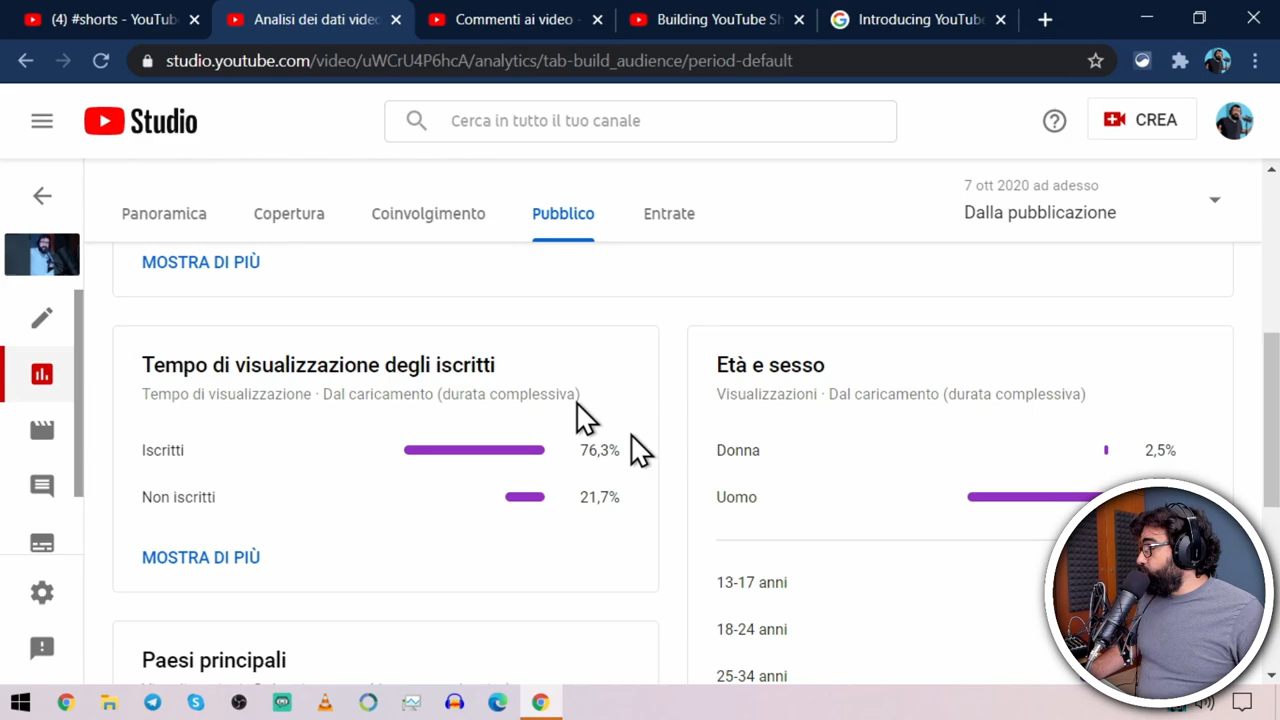 (4) #shorts - YouTub
Analisi dei dati video
Commenti ai video -
Building YouTube Sh
Introducing YouTube
studio.youtube.com/video/uWCrU4P6hcA/analytics/tab-build_audience/period-default
Studio
Cerca in tutto il tuo canale
CREA
Panoramica
Copertura
Coinvolgimento
Pubblico
Entrate
7 ott 2020 ad adesso
Dalla pubblicazione
MOSTRA DI PIÙ
Tempo di visualizzazione degli iscritti
Tempo di visualizzazione · Dal caricamento (durata complessiva)
Iscritti 76,3%
Non iscritti 21,7%
MOSTRA DI PIÙ
Paesi principali
Età e sesso
Visualizzazioni · Dal caricamento (durata complessiva)
Donna 2,5%
Uomo
13-17 anni
18-24 anni
25-34 anni